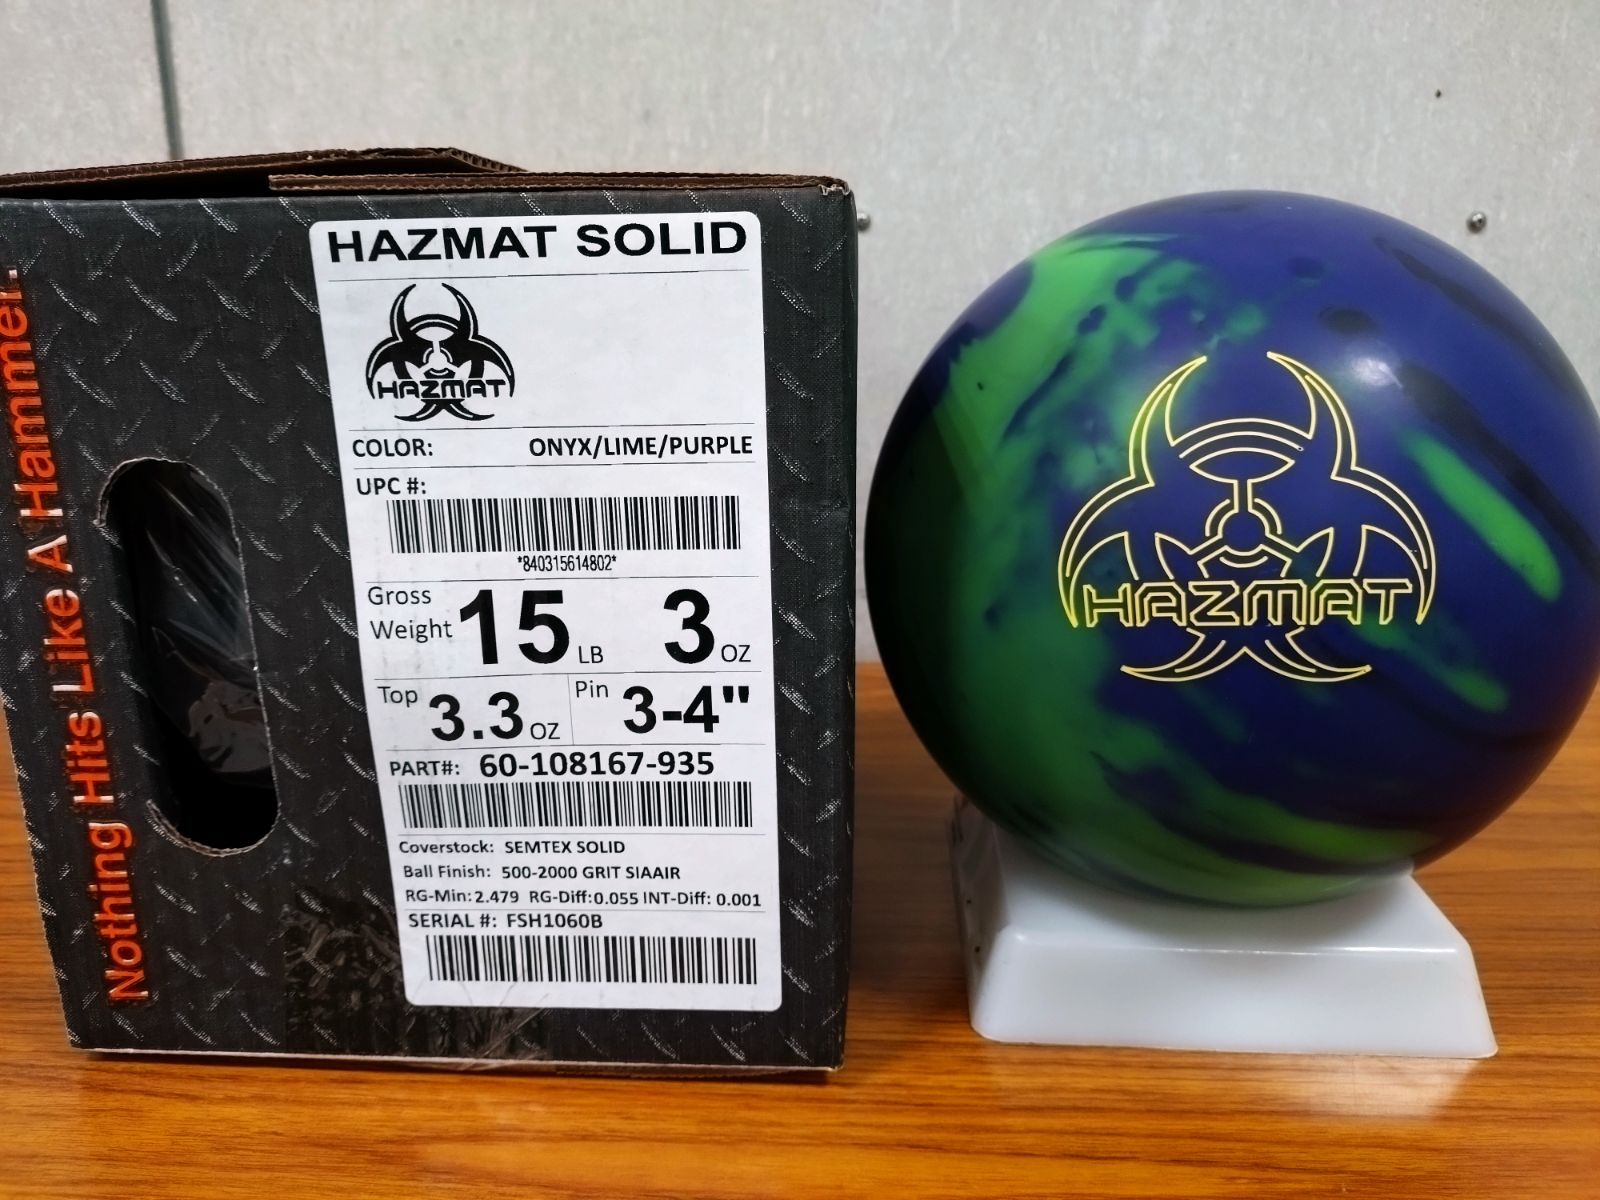 Nothing Hits Like A Hammer.
HAZMAT SOLID
HAZMAT
COLOR: ONYX/LIME/PURPLE
UPC #:
*840315614802*
Gross Weight 15 LB 3 OZ
Top 3.3 OZ Pin 3-4"
PART#: 60-108167-935
Coverstock: SEMTEX SOLID
Ball Finish: 500-2000 GRIT SIAAIR
RG-Min: 2.479 RG-Diff: 0.055 INT-Diff: 0.001
SERIAL #: FSH1060B
HAZMAT